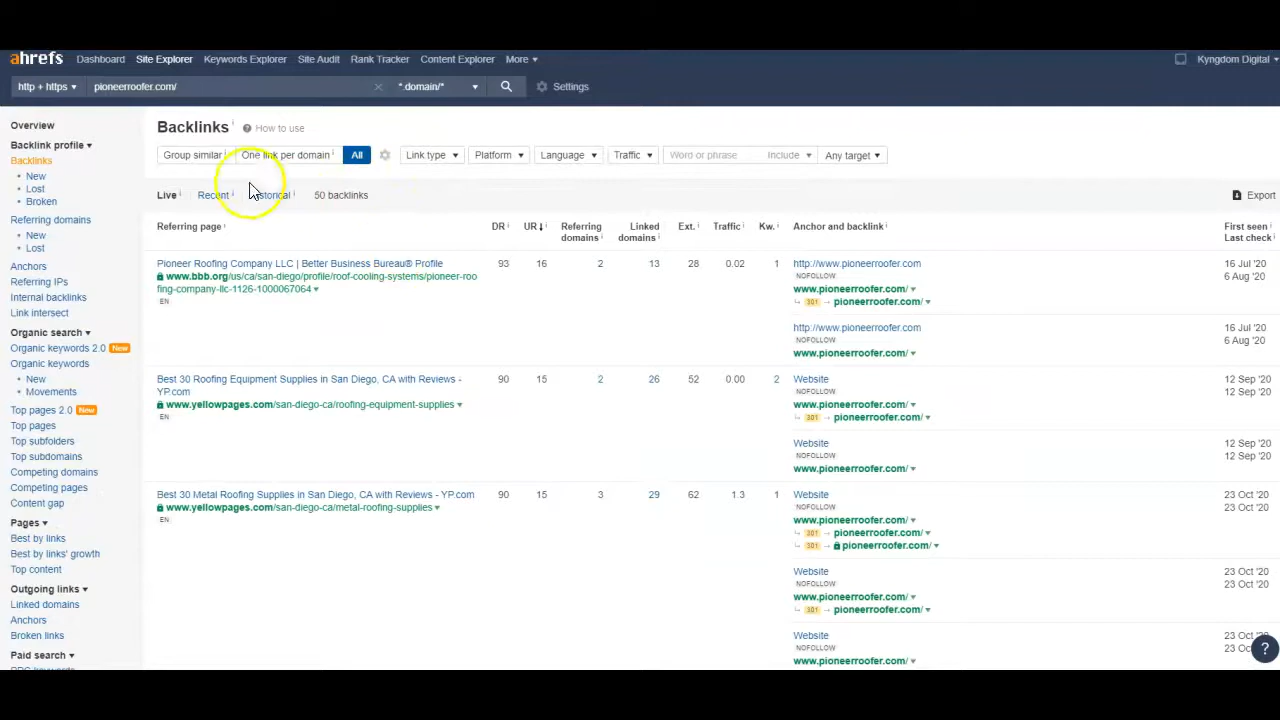 ahrefs Dashboard Site Explorer Keywords Explorer Site Audit Rank Tracker Content Explorer More Kyngdom Digital
http + https pioneerroofer.com/ *.domain/* Settings
Overview
Backlink profile
Backlinks
New
Lost
Broken
Referring domains
New
Lost
Anchors
Referring IPs
Internal backlinks
Link intersect
Organic search
Organic keywords 2.0 New
Organic keywords
New
Movements
Top pages 2.0 New
Top pages
Top subfolders
Top subdomains
Competing domains
Competing pages
Content gap
Pages
Best by links
Best by links' growth
Top content
Outgoing links
Linked domains
Anchors
Broken links
Paid search
Backlinks How to use
Group similar One link per domain All Link type Platform Language Traffic Word or phrase Include Any target
Live Recent Historical 50 backlinks Export
Referring page DR UR Referring domains Linked domains Ext. Traffic Kw. Anchor and backlink First seen Last check
Pioneer Roofing Company LLC | Better Business Bureau® Profile 93 16 2 13 28 0.02 1 http://www.pioneerroofer.com 16 Jul '20
www.bbb.org/us/ca/san-diego/profile/roof-cooling-systems/pioneer-roo NOFOLLOW 6 Aug '20
fing-company-llc-1126-1000067064 www.pioneerroofer.com/
EN 301 pioneerroofer.com/
http://www.pioneerroofer.com 16 Jul '20
NOFOLLOW 6 Aug '20
www.pioneerroofer.com/
Best 30 Roofing Equipment Supplies in San Diego, CA with Reviews - 90 15 2 26 52 0.00 2 Website 12 Sep '20
YP.com NOFOLLOW 12 Sep '20
www.yellowpages.com/san-diego-ca/roofing-equipment-supplies www.pioneerroofer.com/
EN 301 pioneerroofer.com/
Website 12 Sep '20
NOFOLLOW 12 Sep '20
www.pioneerroofer.com/
Best 30 Metal Roofing Supplies in San Diego, CA with Reviews - YP.com 90 15 3 29 62 1.3 1 Website 23 Oct '20
www.yellowpages.com/san-diego-ca/metal-roofing-supplies NOFOLLOW 23 Oct '20
EN www.pioneerroofer.com/
301 pioneerroofer.com/
301 pioneerroofer.com/
Website 23 Oct '20
NOFOLLOW 23 Oct '20
www.pioneerroofer.com/
301 pioneerroofer.com/
Website 23 Oct
NOFOLLOW 23 Oct '20
www.pioneerroofer.com/
?